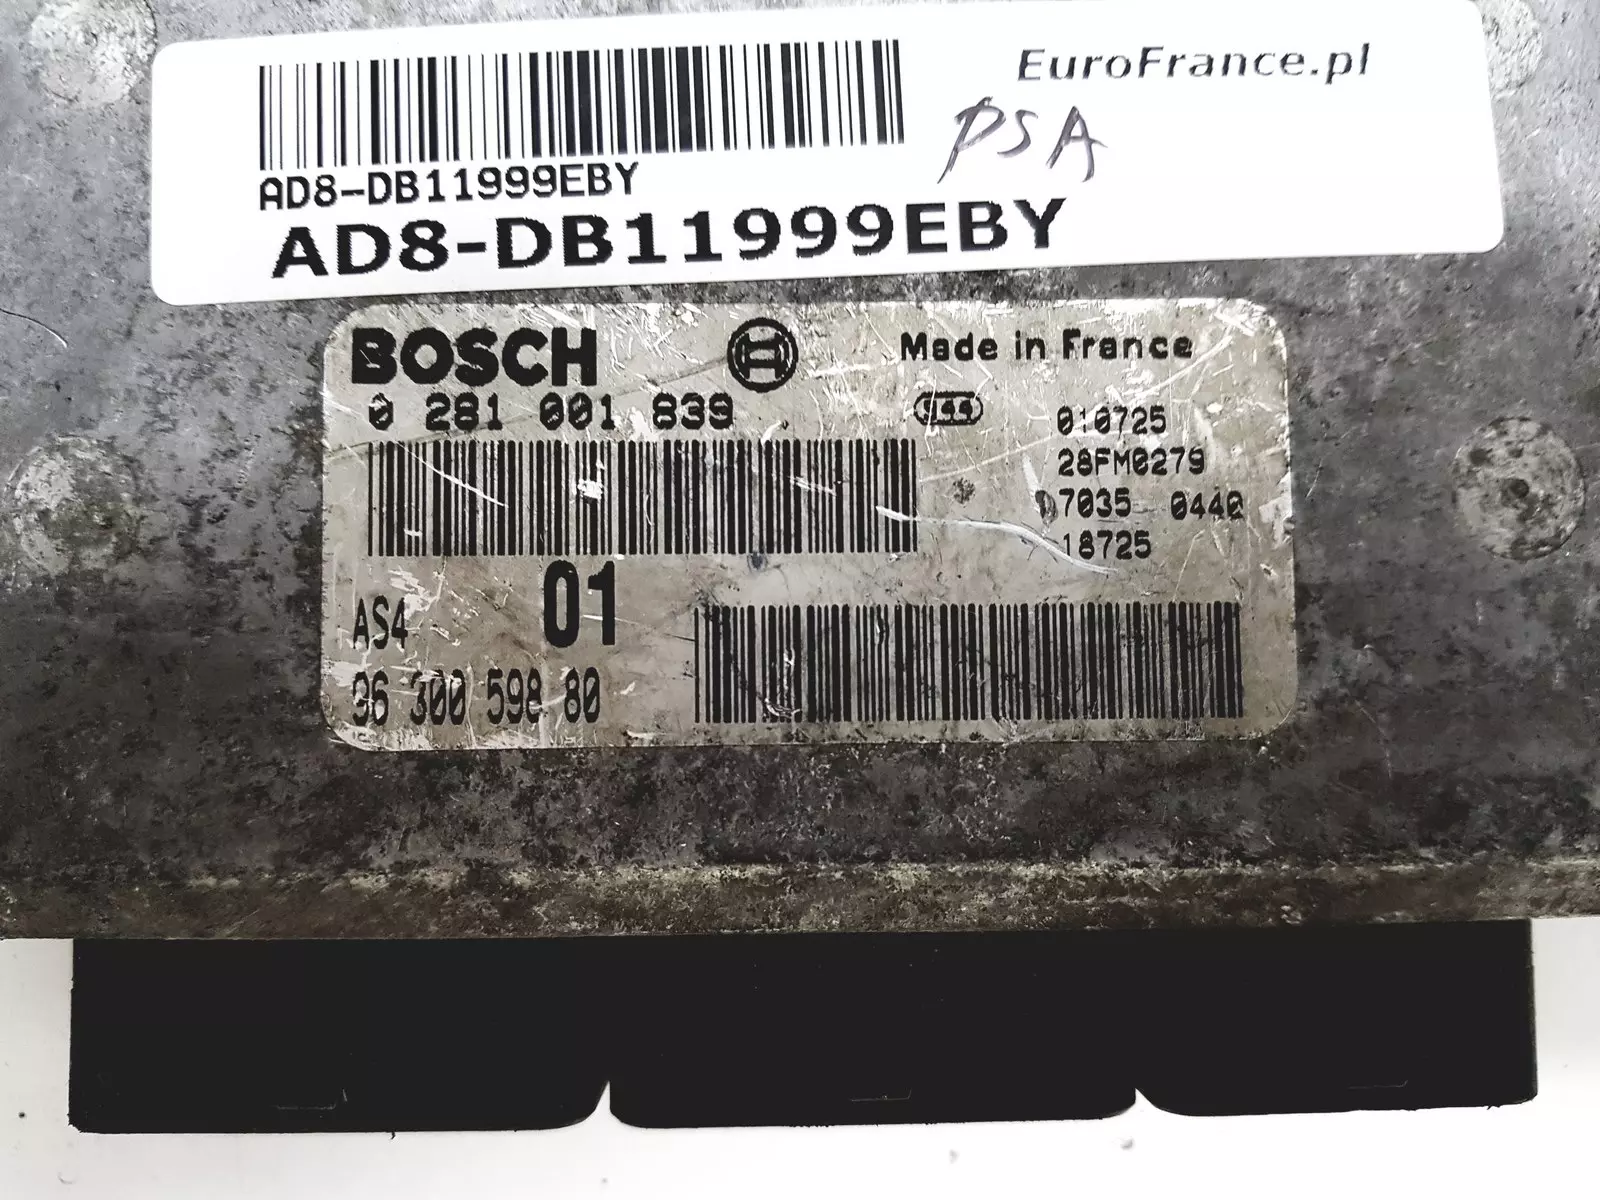 EuroFrance.pl
PSA
AD8-DB11999EBY
AD8-DB11999EBY
BOSCH
Made in France
0 281 001 839
144
010725
28FM0279
7035 0440
18725
01
AS4
96 300 598 80